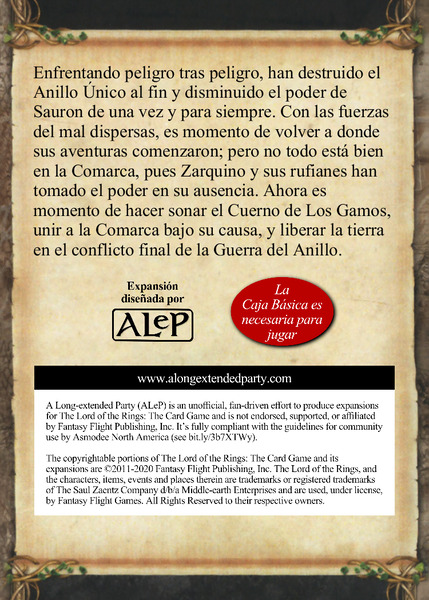 Enfrentando peligro tras peligro, han destruido el
Anillo Único al fin y disminuido el poder de
Sauron de una vez y para siempre. Con las fuerzas
del mal dispersas, es momento de volver a donde
sus aventuras comenzaron; pero no todo está bien
en la Comarca, pues Zarquino y sus rufianes han
tomado el poder en su ausencia. Ahora es
momento de hacer sonar el Cuerno de Los Gamos,
unir a la Comarca bajo su causa, y liberar la tierra
en el conflicto final de la Guerra del Anillo.
Expansión
diseñada por
ALeP
La
Caja Básica es
necesaria para
jugar
www.alongextendedparty.com
A Long-extended Party (ALeP) is an unofficial, fan-driven effort to produce expansions
for The Lord of the Rings: The Card Game and is not endorsed, supported, or affiliated
by Fantasy Flight Publishing, Inc. It's fully compliant with the guidelines for community
use by Asmodee North America (see bit.ly/3b7XTWy).
The copyrightable portions of The Lord of the Rings: The Card Game and its
expansions are ©2011-2020 Fantasy Flight Publishing, Inc. The Lord of the Rings, and
the characters, items, events and places therein are trademarks or registered trademarks
of The Saul Zaentz Company d/b/a Middle-earth Enterprises and are used, under license,
by Fantasy Flight Games. All Rights Reserved to their respective owners.